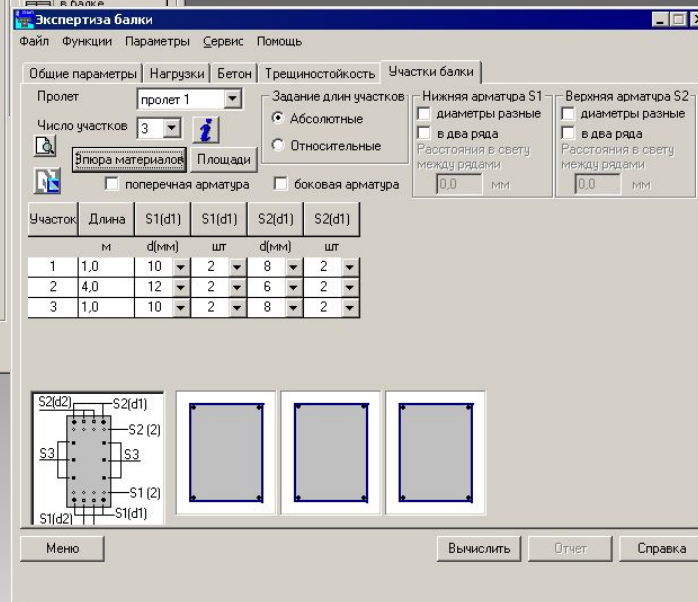 в балке
Экспертиза балки
Файл Функции Параметры Сервис Помощь
Общие параметры Нагрузки Бетон Трещиностойкость Участки балки
Пролет пролет 1
Число участков 3
Эпюра материалов Площади
Задание длин участков
Абсолютные
Относительные
Нижняя арматура S1
диаметры разные
в два ряда
Расстояния в свету
между рядами
0,0 мм
Верхняя арматура S2
диаметры разные
в два ряда
Расстояния в свету
между рядами
0,0 мм
поперечная арматура боковая арматура
Участок Длина S1(d1) S1(d1) S2(d1) S2(d1)
м d(мм) шт d(мм) шт
1 1,0 10 2 8 2
2 4,0 12 2 6 2
3 1,0 10 2 8 2
S2(d2) S2(d1)
S2 (2)
S3 S3
S1 (2)
S1(d2) S1(d1)
Меню Вычислить Отчет Справка